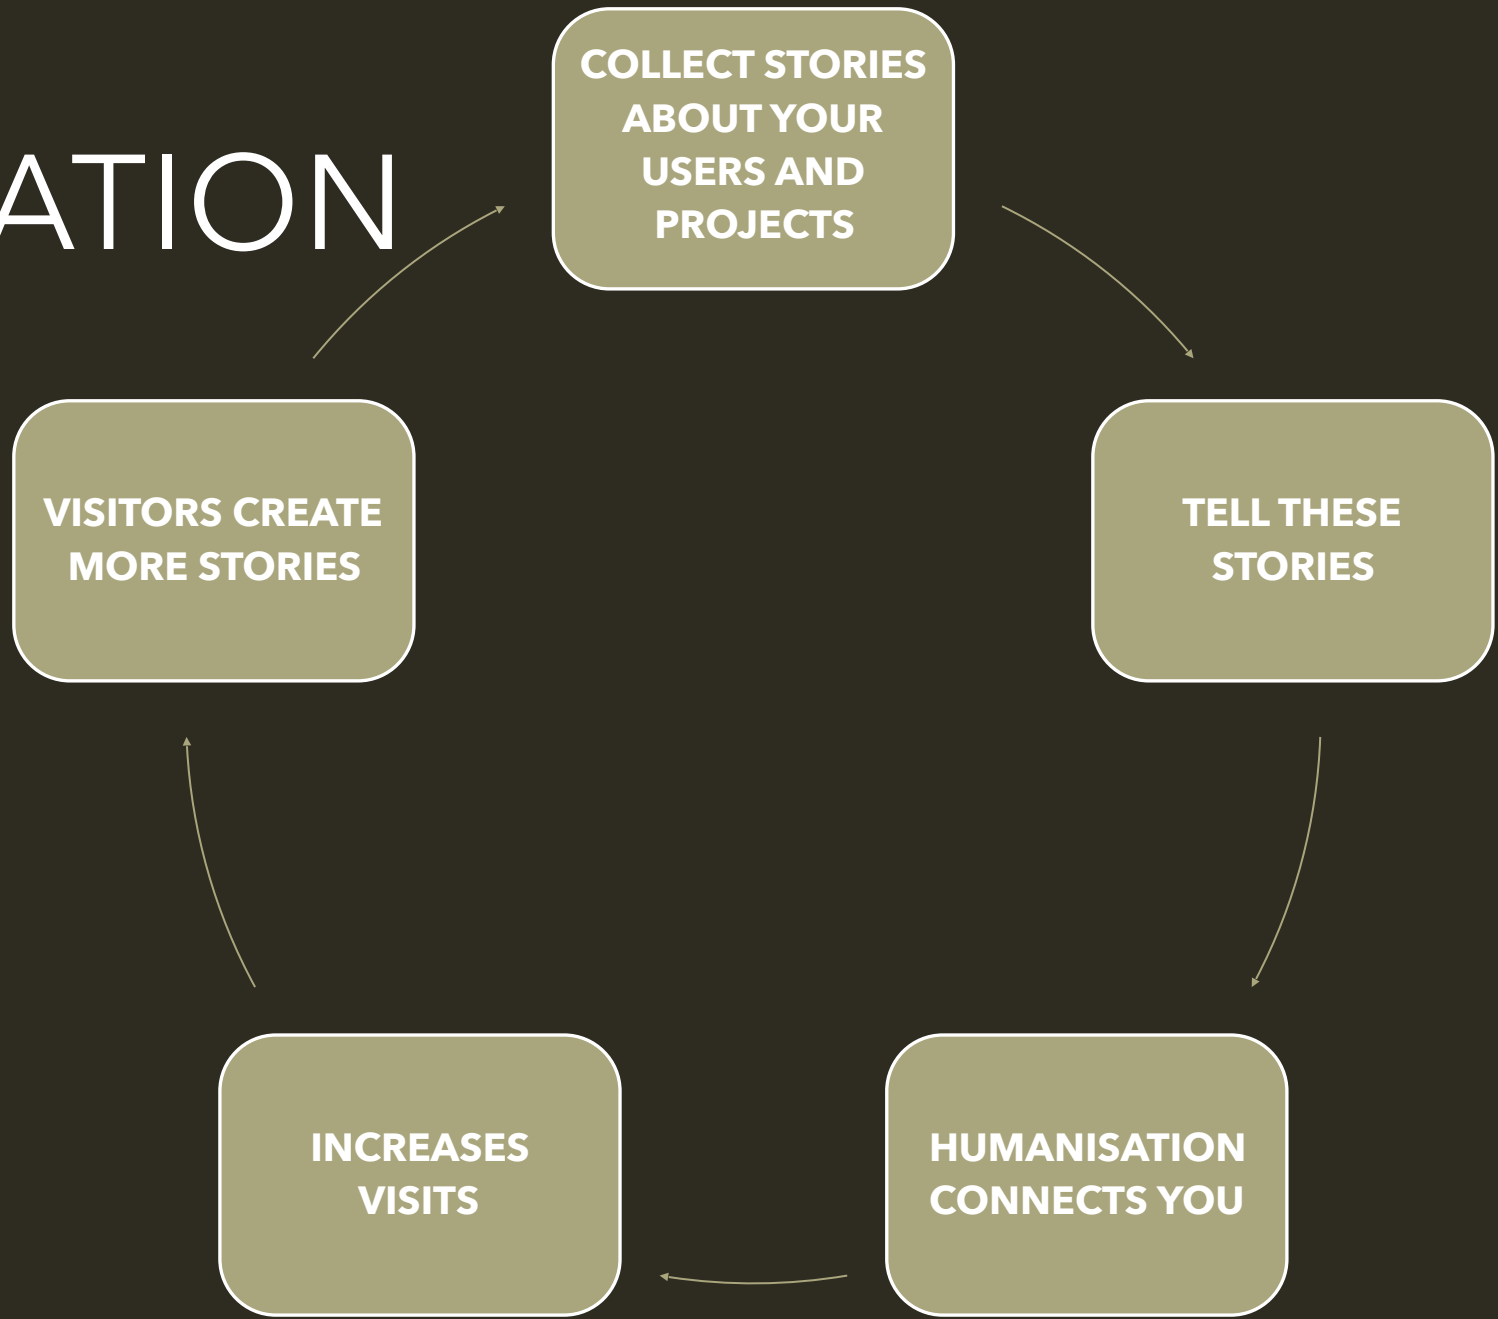 ATION
COLLECT STORIES
ABOUT YOUR
USERS AND
PROJECTS
TELL THESE
STORIES
HUMANISATION
CONNECTS YOU
INCREASES
VISITS
VISITORS CREATE
MORE STORIES